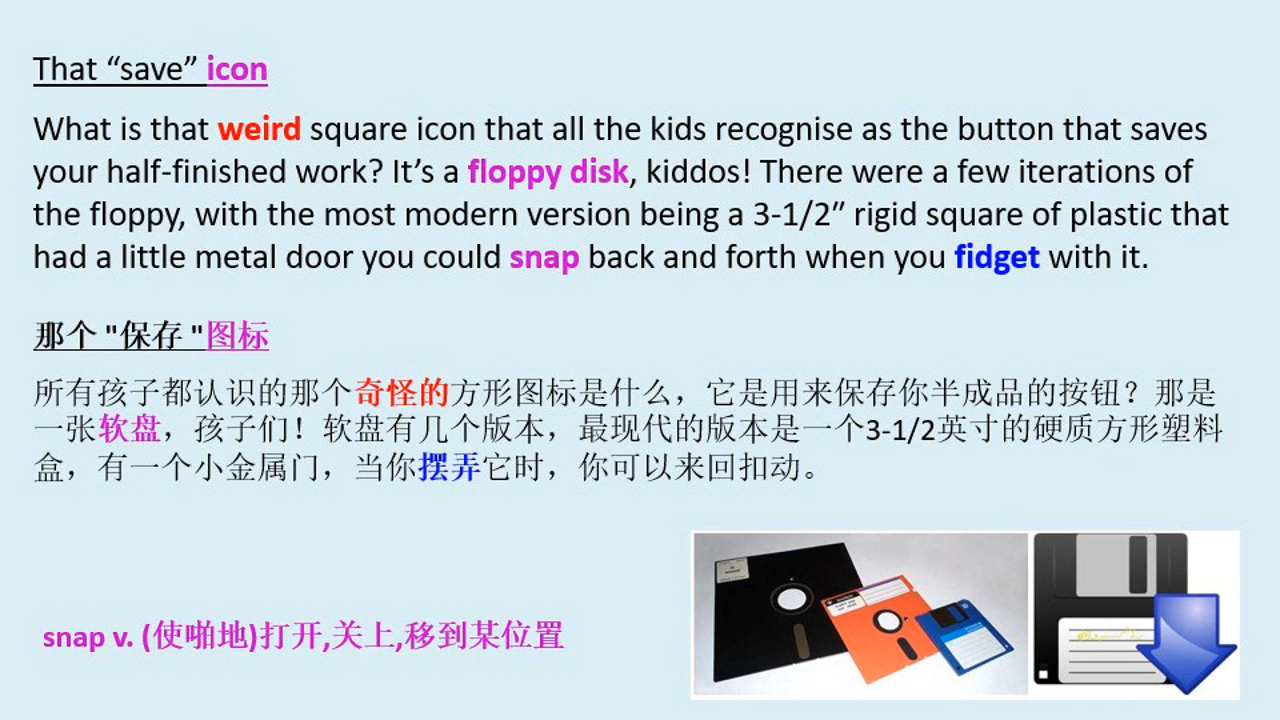 That “save” icon
What is that weird square icon that all the kids recognise as the button that saves
your half-finished work? It’s a floppy disk, kiddos! There were a few iterations of
the floppy, with the most modern version being a 3-1/2″ rigid square of plastic that
had a little metal door you could snap back and forth when you fidget with it.
那个 "保存 "图标
所有孩子都认识的那个奇怪的方形图标是什么，它是用来保存你半成品的按钮？那是
一张软盘，孩子们！软盘有几个版本，最现代的版本是一个3-1/2英寸的硬质方形塑料
盒，有一个小金属门，当你摆弄它时，你可以来回扣动。
snap v. (使啪地)打开,关上,移到某位置